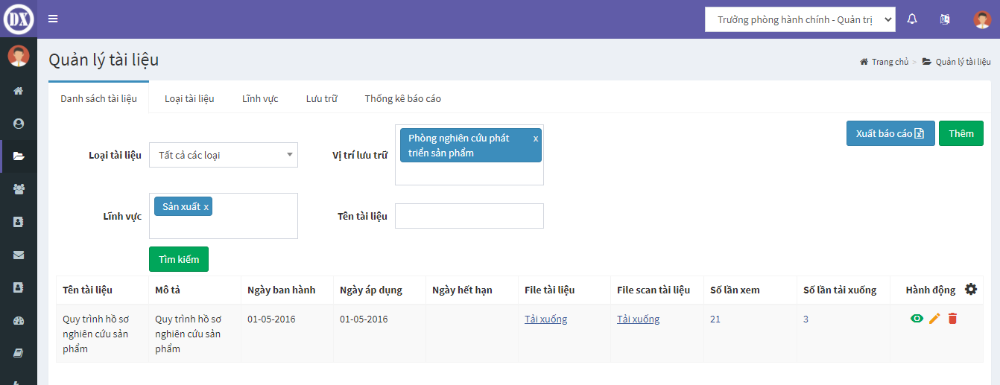 DX
Trưởng phòng hành chính - Quản trị
Quản lý tài liệu
Trang chủ > Quản lý tài liệu
Danh sách tài liệu
Loại tài liệu
Lĩnh vực
Lưu trữ
Thống kê báo cáo
Xuất báo cáo
Thêm
Loại tài liệu
Tất cả các loại
Vị trí lưu trữ
Phòng nghiên cứu phát
triển sản phẩm
x
Lĩnh vực
Sản xuất x
Tên tài liệu
Tìm kiếm
Tên tài liệu
Mô tả
Ngày ban hành
Ngày áp dụng
Ngày hết hạn
File tài liệu
File scan tài liệu
Số lần xem
Số lần tải xuống
Hành động
Quy trình hồ sơ
nghiên cứu sản
phẩm
Quy trình hồ sơ
nghiên cứu sản
phẩm
01-05-2016
01-05-2016
Tải xuống
Tải xuống
21
3